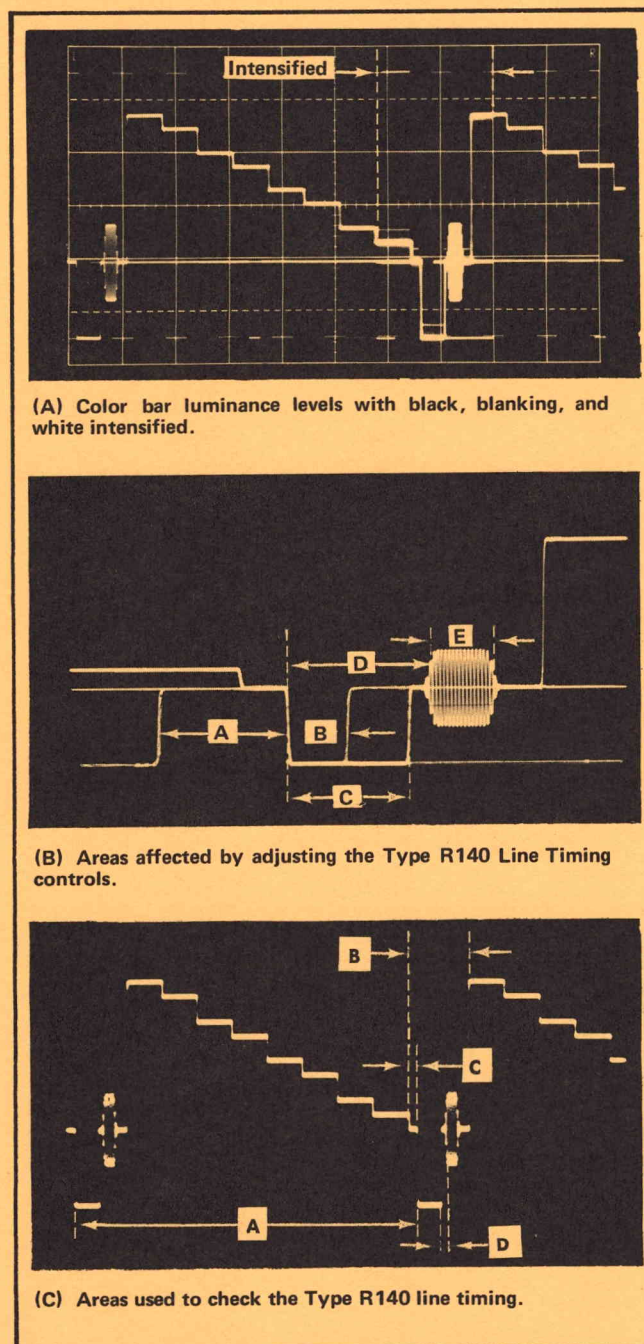 Intensified
(A) Color bar luminance levels with black, blanking, and
white intensified.
E
D
A
B
C
(B) Areas affected by adjusting the Type R140 Line Timing
controls.
B
C
A
D
(C) Areas used to check the Type R140 line timing.